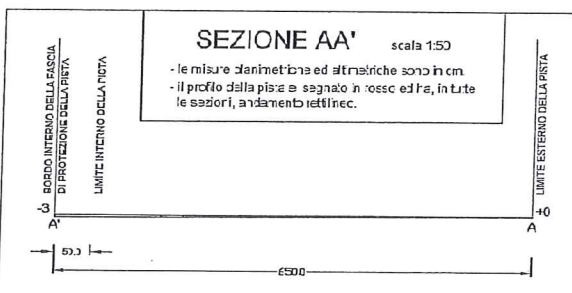 SEZIONE AA'
scala 1:50
- le misure planimetriche ed altimetriche sono in cm.
- il profilo della pista e' segnato in rosso ed ha, in tutte
le sezioni, andamento rettilineo.
BORDO INTERNO DELLA FASCIA
DI PROTEZIONE DELLA PISTA
LIMITE INTERNO DELLA PISTA
LIMITE ESTERNO DELLA PISTA
-3
A'
+0
A
50.0
650.0